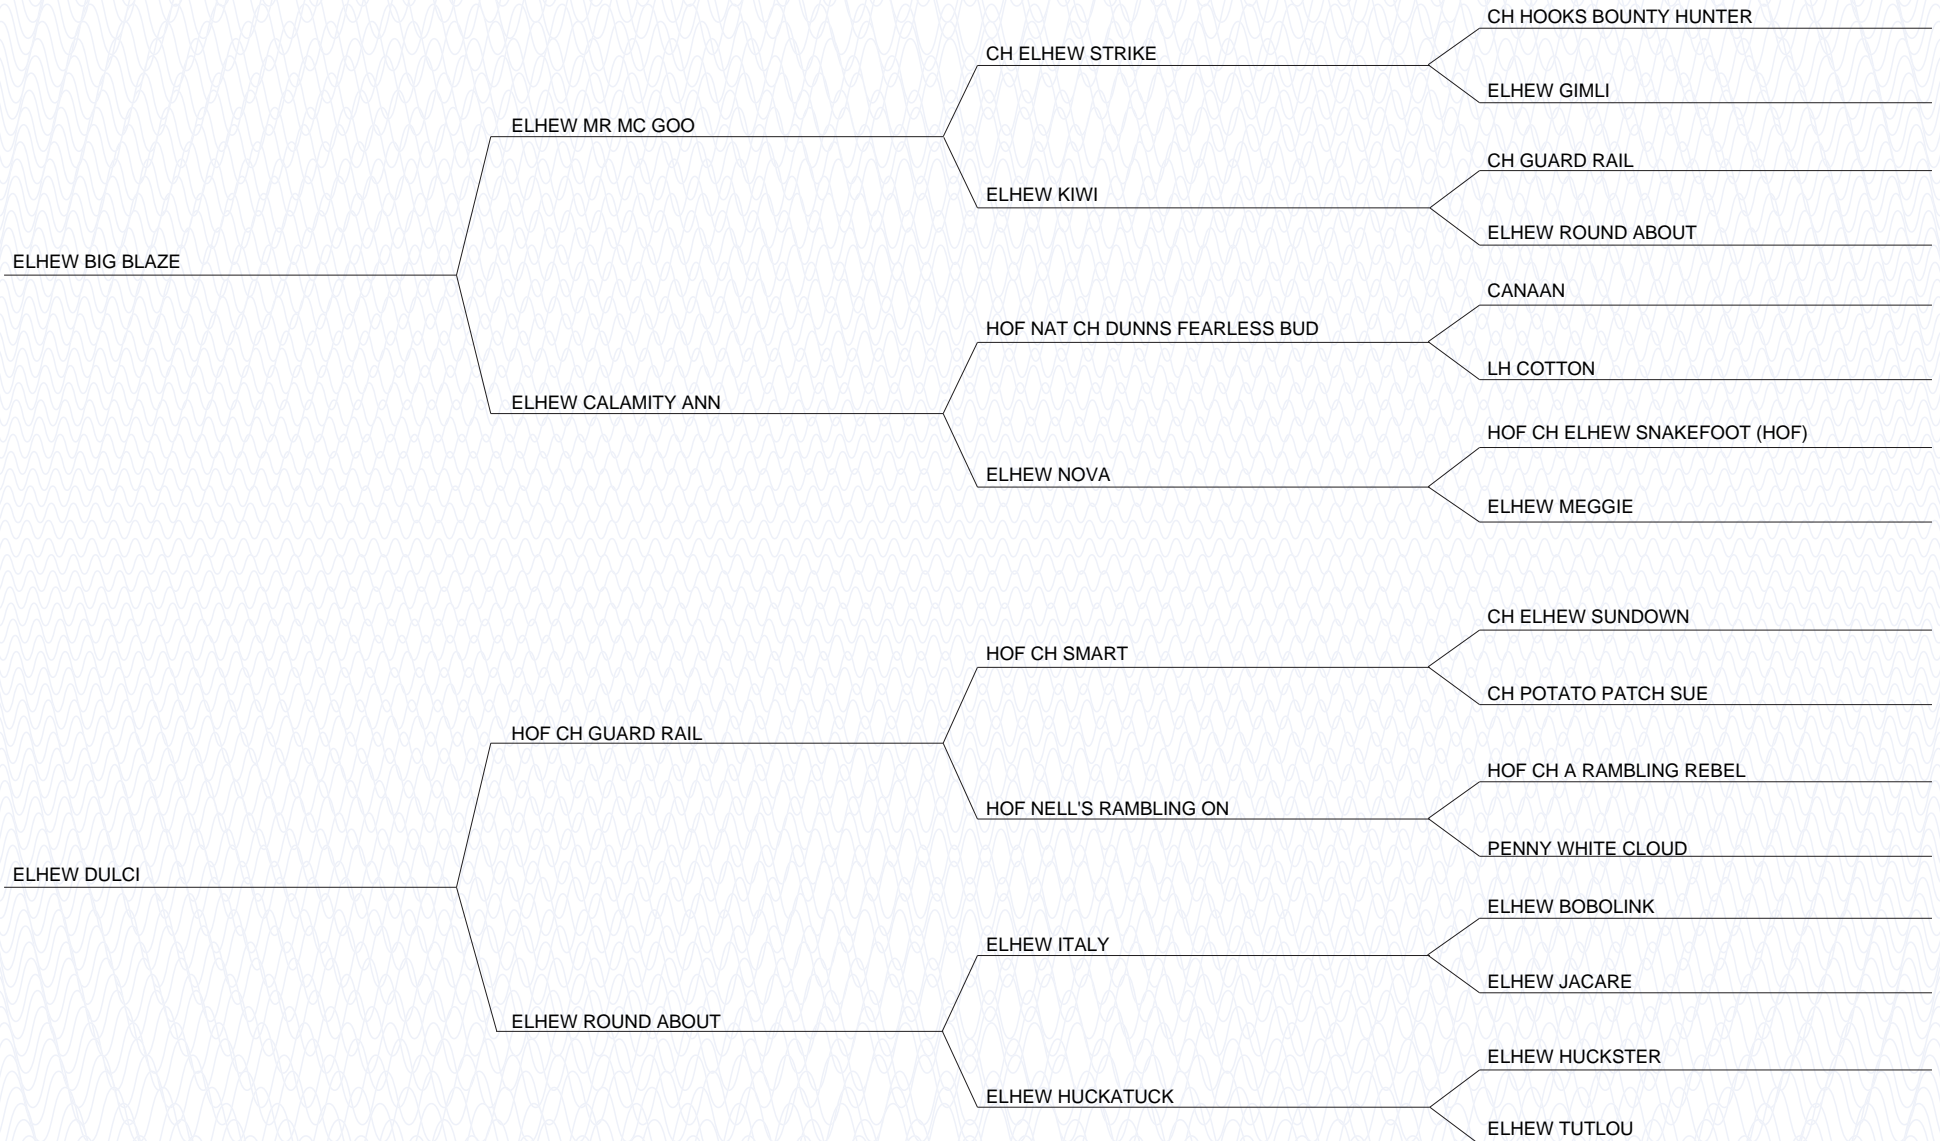 CH HOOKS BOUNTY HUNTER
CH ELHEW STRIKE
ELHEW GIMLI
ELHEW MR MC GOO
CH GUARD RAIL
ELHEW KIWI
ELHEW ROUND ABOUT
ELHEW BIG BLAZE
CANAAN
HOF NAT CH DUNNS FEARLESS BUD
LH COTTON
ELHEW CALAMITY ANN
HOF CH ELHEW SNAKEFOOT (HOF)
ELHEW NOVA
ELHEW MEGGIE
CH ELHEW SUNDOWN
HOF CH SMART
CH POTATO PATCH SUE
HOF CH GUARD RAIL
HOF CH A RAMBLING REBEL
HOF NELL'S RAMBLING ON
PENNY WHITE CLOUD
ELHEW DULCI
ELHEW BOBOLINK
ELHEW ITALY
ELHEW JACARE
ELHEW ROUND ABOUT
ELHEW HUCKSTER
ELHEW HUCKATUCK
ELHEW TUTLOU